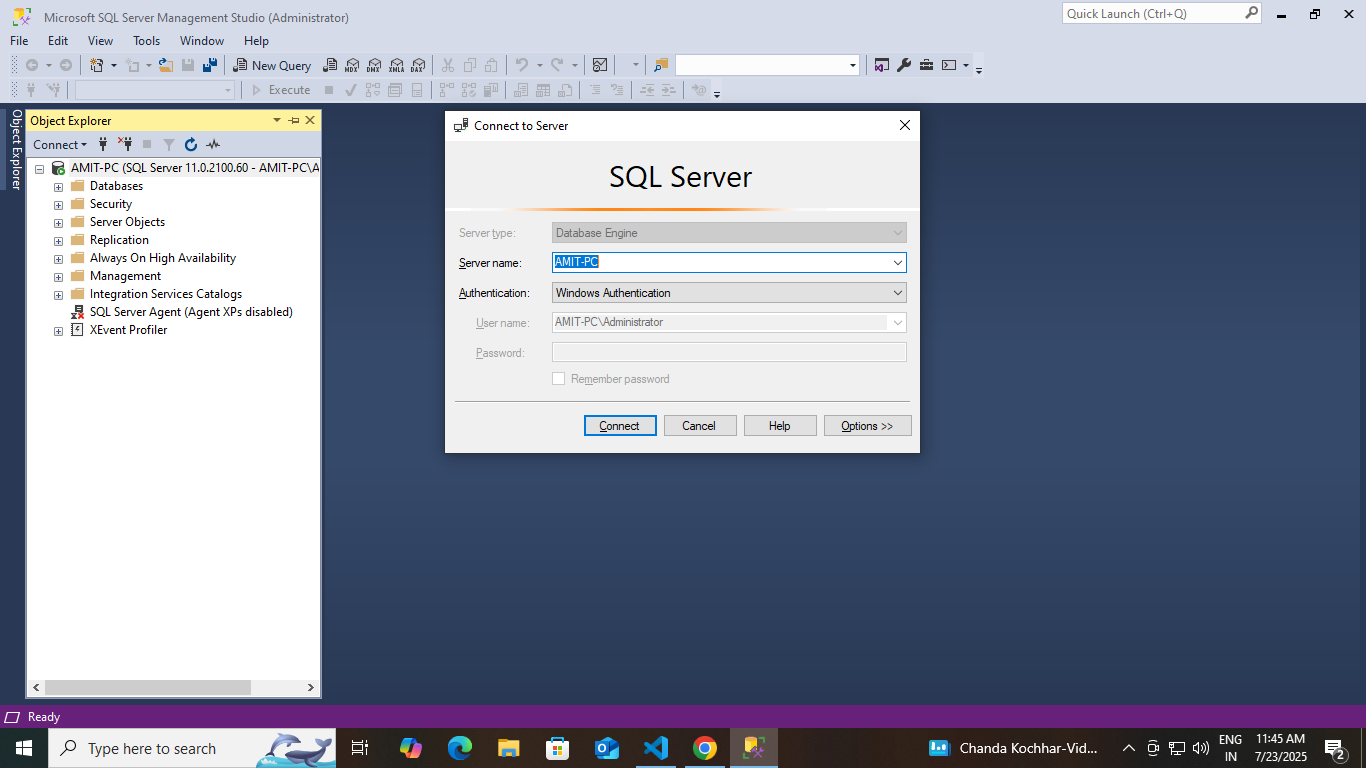 Microsoft SQL Server Management Studio (Administrator)
Quick Launch (Ctrl+Q)
File Edit View Tools Window Help
New Query
MDX DMX XMLA DAX
Execute
Object Explorer
Object Explorer
Connect
AMIT-PC (SQL Server 11.0.2100.60 - AMIT-PC\A
Databases
Security
Server Objects
Replication
Always On High Availability
Management
Integration Services Catalogs
SQL Server Agent (Agent XPs disabled)
XEvent Profiler
Connect to Server
SQL Server
Server type: Database Engine
Server name: AMIT-PC
Authentication: Windows Authentication
User name: AMIT-PC\Administrator
Password:
Remember password
Connect Cancel Help Options >>
Ready
Type here to search
Chanda Kochhar-Vid...
ENG
IN
11:45 AM
7/23/2025
2